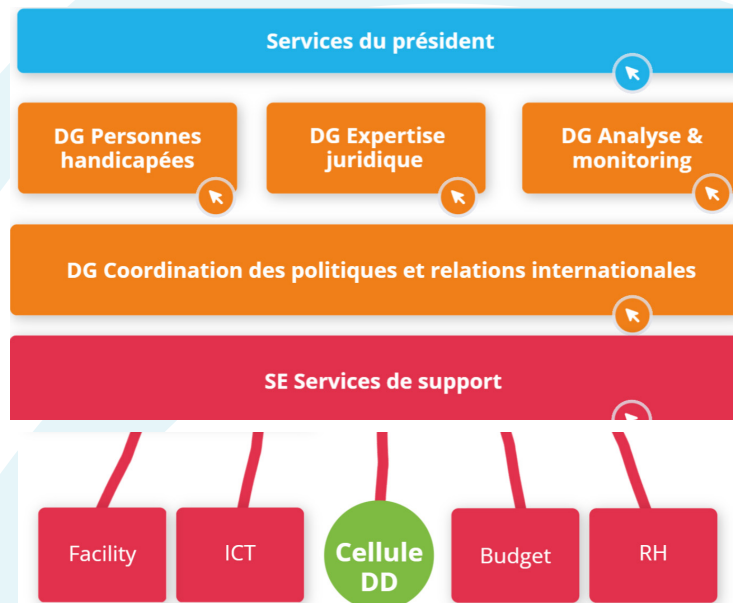 Services du président
DG Personnes
handicapées
DG Expertise
juridique
DG Analyse &
monitoring
DG Coordination des politiques et relations internationales
SE Services de support
Facility
ICT
Cellule
DD
Budget
RH